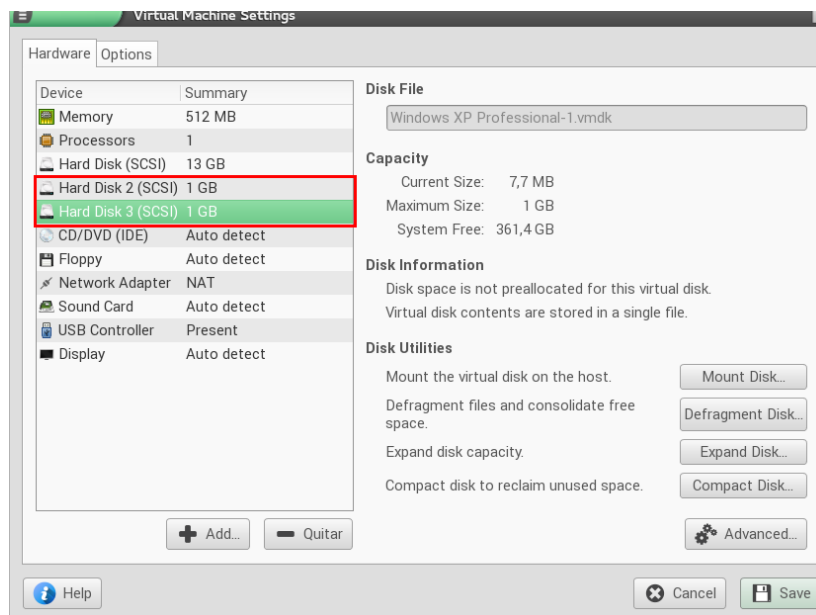 Virtual Machine Settings
Hardware Options
Device Summary
Memory 512 MB
Processors 1
Hard Disk (SCSI) 13 GB
Hard Disk 2 (SCSI) 1 GB
Hard Disk 3 (SCSI) 1 GB
CD/DVD (IDE) Auto detect
Floppy Auto detect
Network Adapter NAT
Sound Card Auto detect
USB Controller Present
Display Auto detect
Add... Quitar
Disk File
Windows XP Professional-1.vmdk
Capacity
Current Size: 7,7 MB
Maximum Size: 1 GB
System Free: 361,4 GB
Disk Information
Disk space is not preallocated for this virtual disk.
Virtual disk contents are stored in a single file.
Disk Utilities
Mount the virtual disk on the host. Mount Disk...
Defragment files and consolidate free
space. Defragment Disk...
Expand disk capacity. Expand Disk...
Compact disk to reclaim unused space. Compact Disk...
Advanced...
Help Cancel Save